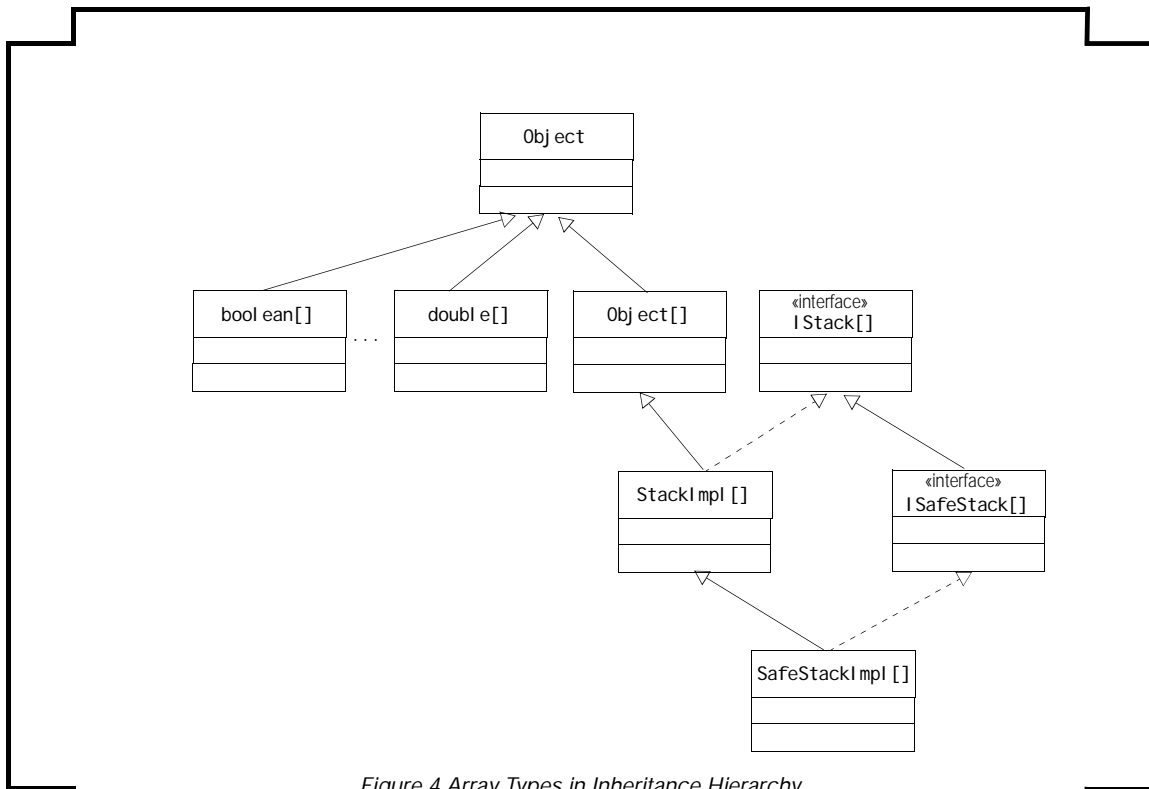 Object
boolean[]
...
double[]
Object[]
«interface»
IStack[]
StackImpl[]
«interface»
ISafeStack[]
SafeStackImpl[]
Figure 4 Array Types in Inheritance Hierarchy